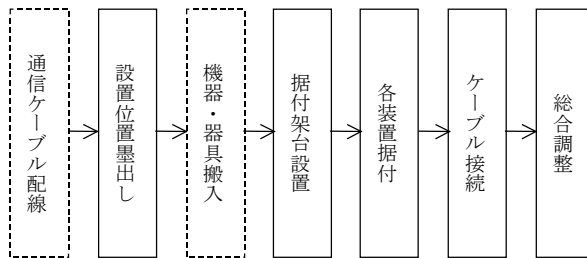 通信ケーブル配線
設置位置墨出し
機器・器具搬入
据付架台設置
各装置据付
ケーブル接続
総合調整